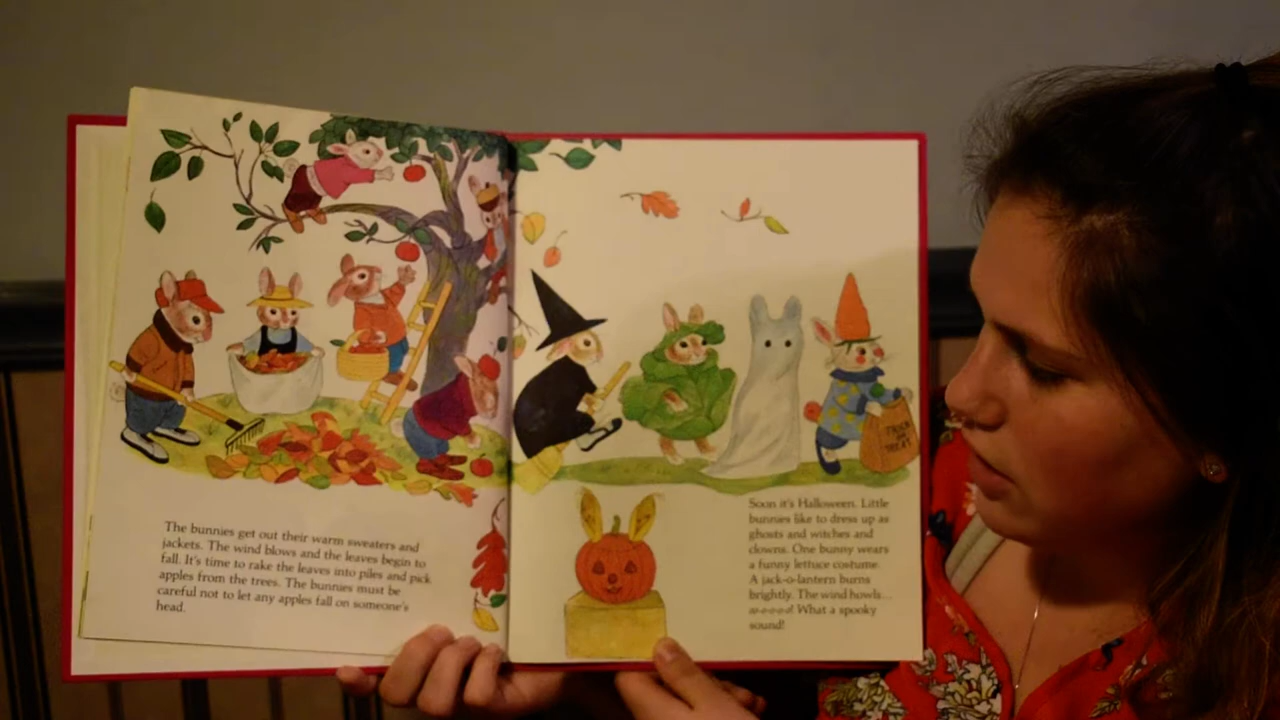 The bunnies get out their warm sweaters and
jackets. The wind blows and the leaves begin to
fall. It's time to rake the leaves into piles and pick
apples from the trees. The bunnies must be
careful not to let any apples fall on someone's
head.
TRICK
OR
TREAT
Soon it's Halloween. Little
bunnies like to dress up as
ghosts and witches and
clowns. One bunny wears
a funny lettuce costume.
A jack-o-lantern burns
brightly. The wind howls...
What a spooky
sound!